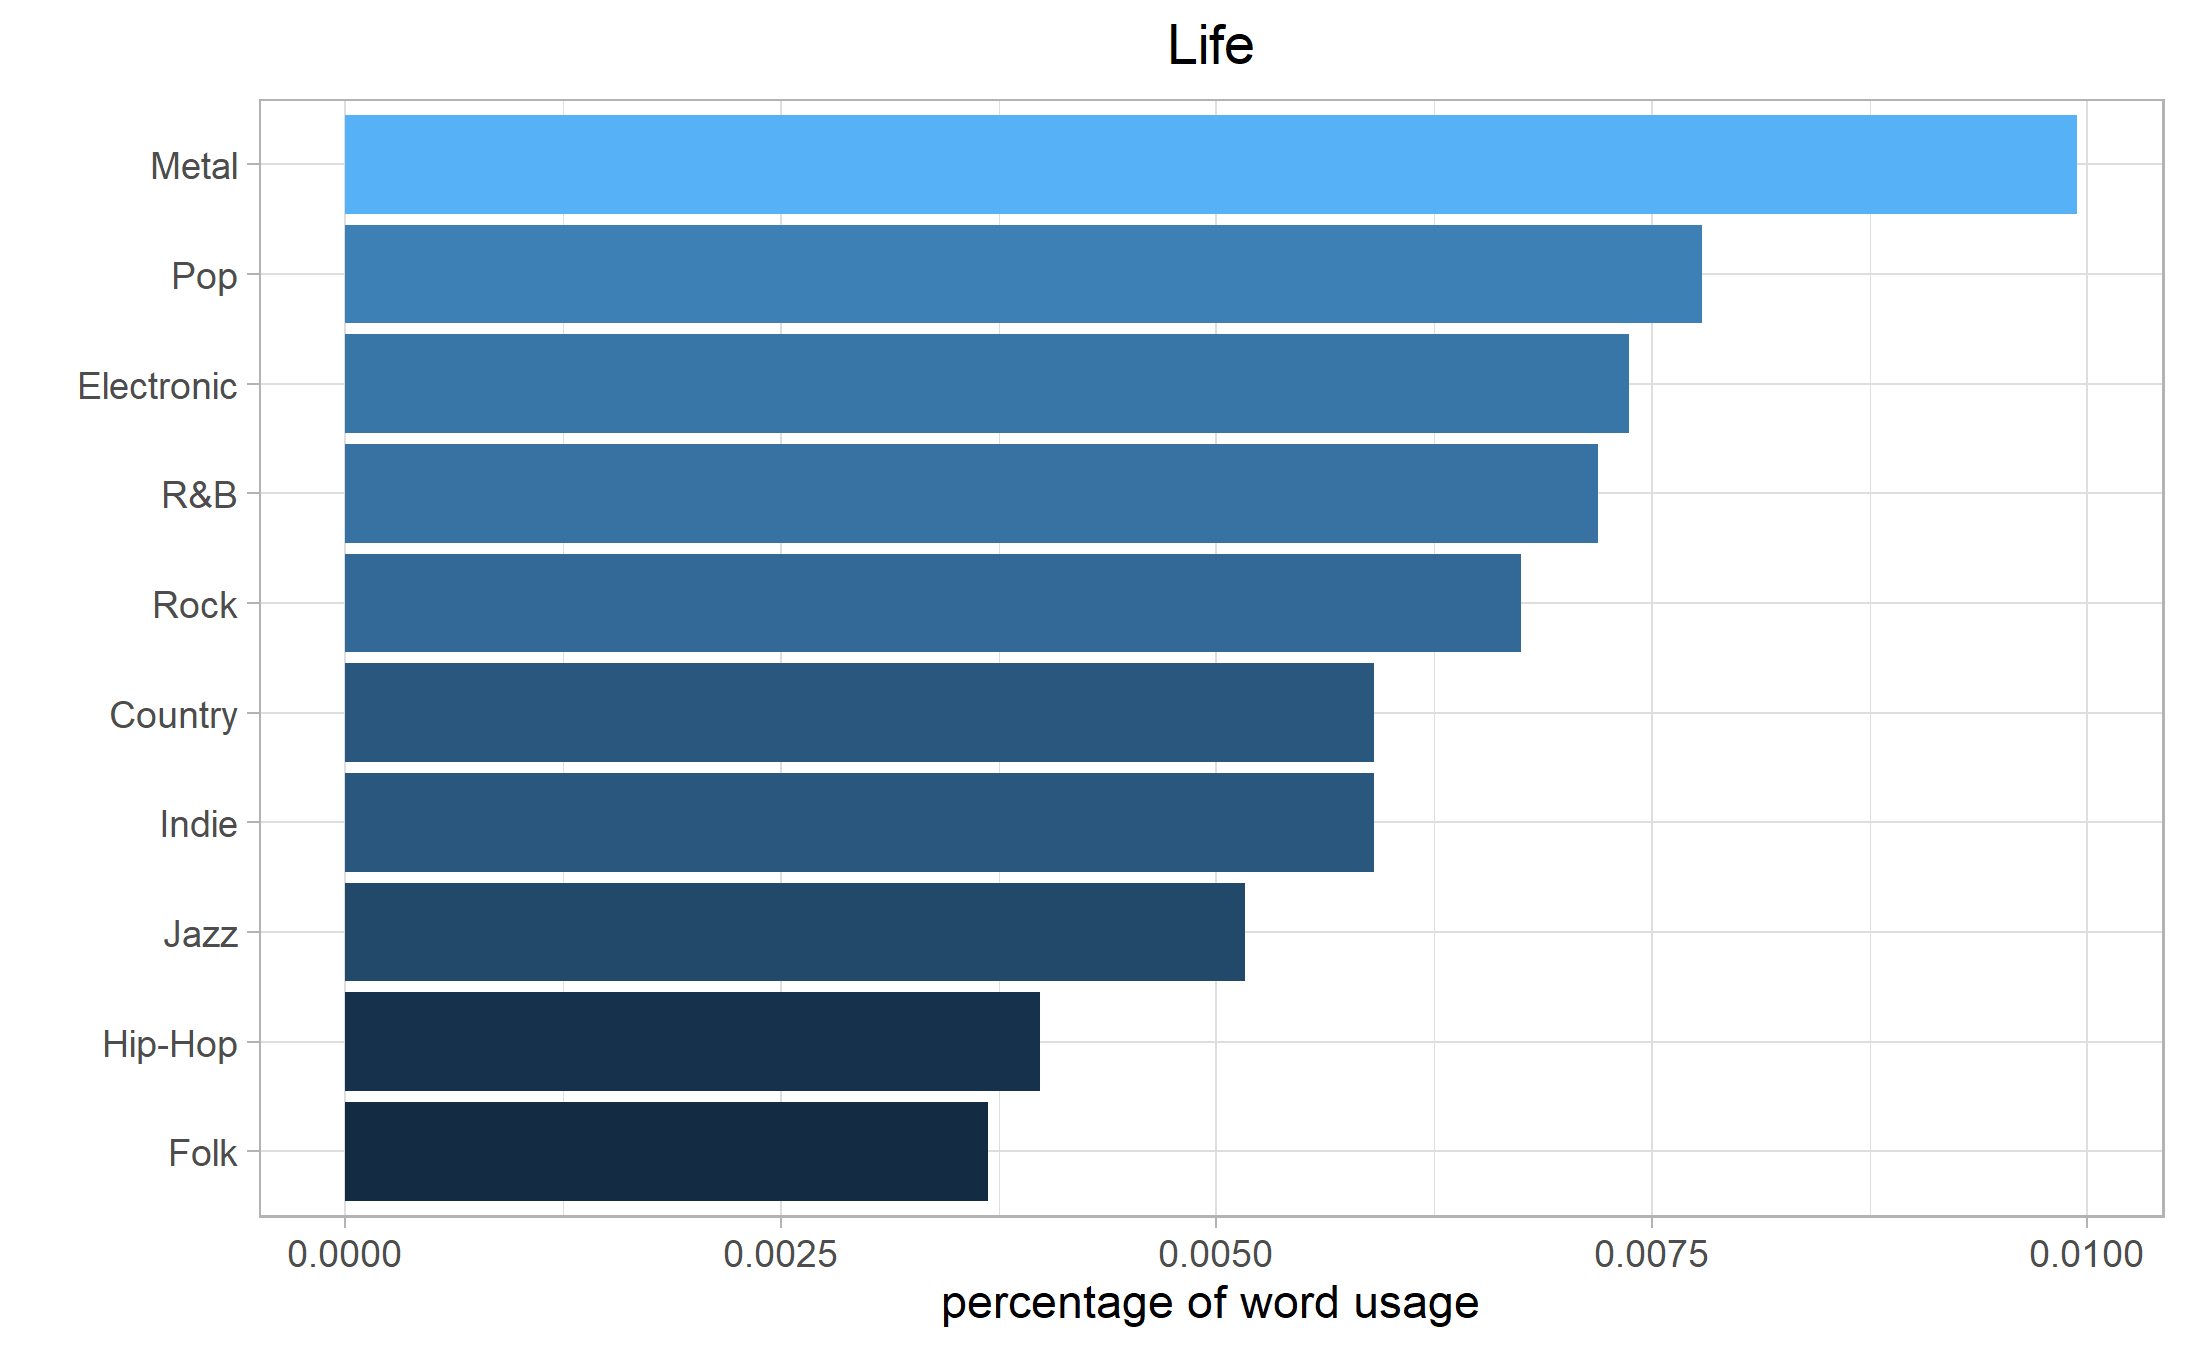 Life
Metal
Pop
Electronic
R&B
Rock
Country
Indie
Jazz
Hip-Hop
Folk
0.0000 0.0025 0.0050 0.0075 0.0100
percentage of word usage